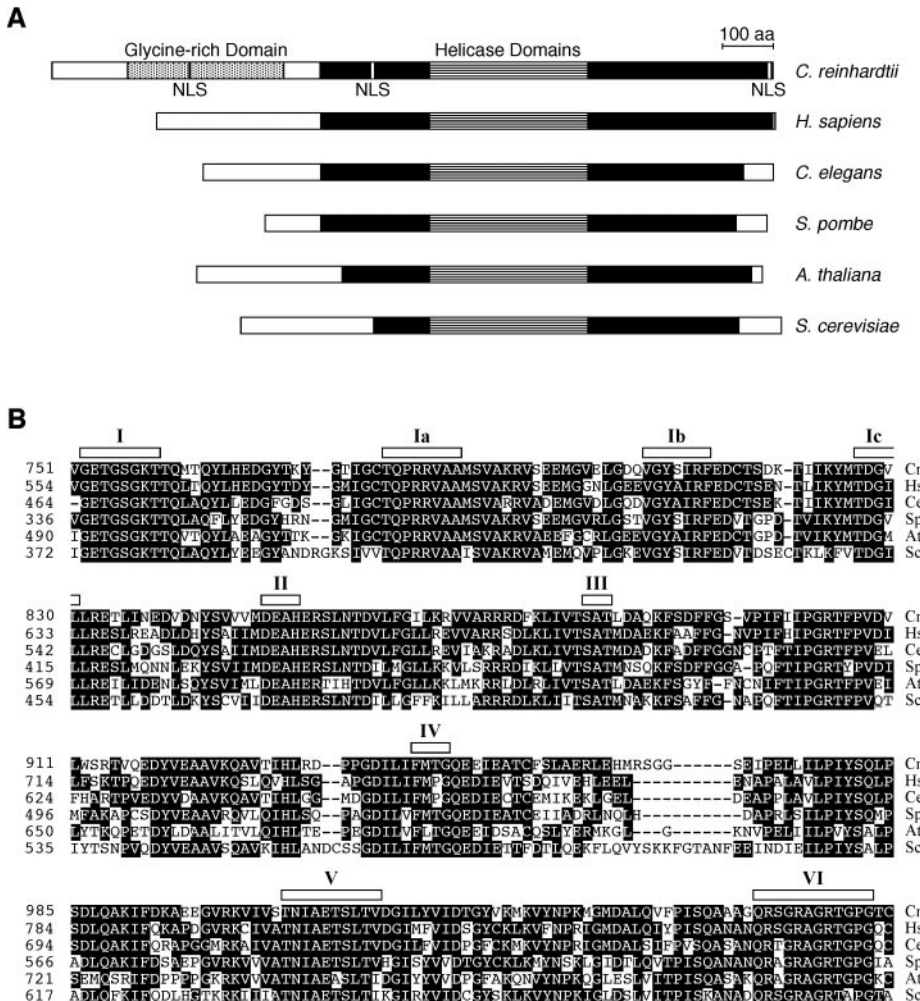 A
100 aa
Glycine-rich Domain Helicase Domains
C. reinhardtii
NLS NLS NLS
H. sapiens
C. elegans
S. pombe
A. thaliana
S. cerevisiae
B
I Ia Ib Ic
751 VGETGSGKTTQMTQYLHEDGYTKY--GTIGCTQPRRVAAMSVAKRVSEEMGVELGDQVGYSIRFEDCTSDK-TIIKYMTDGV Cr
554 VGETGSGKTTQLTQYLHEDGYTDY--GMIGCTQPRRVAAMSVAKRVSEEMGGNLGEEVGYAIRFEDCTSEN-TLIKYMTDGI Hs
464 -GETGSGKTTQLAQYLLEDGFGDS--GLIGCTQPRRVAAMSVARRVADEMGVDLGQDVGYAIRFEDCTSEK-TIIKYMTDGI Ce
336 VGETGSGKTTQLAQFLYEDGYHRN--GMIGCTQPRRVAAMSVAKRVSEEMGVRLGSTVGYSIRFEDVTGPD-TVIKYMTDGV Sp
490 IGETGSGKTTQVTQYLAEAGYTTK--GKIGCTQPRRVAAMSVAKRVAEEFGCRLGEEVGYAIRFEDCTGPD-TVIKYMTDGM At
372 IGETGSGKTTQLAQYLYEEGYANDRGKSIVVTQPRRVAAISVAKRVAMEMQVPLGKEVGYSIRFEDVTDSECTKLKFVTDGI Sc
II III
830 LLRETLINEDVDNYSVVVMDEAHERSLNTDVLFGILKRVVARRRDFKLIVTSATLDAQKFSDFFGS-VPIFIIPGRTFPVDV Cr
633 LLRESLREADLDHYSAIIMDEAHERSLNTDVLFGLLREVVARRSDLKLIVTSATMDAEKFAAFFG-NVPIFHIPGRTFPVDI Hs
542 LLRECLGDGSLDQYSAIIMDEAHERSLNTDVLFGLLREVIAKRADLKLIVTSATMDADKFADFFGGNCPTFTIPGRTFPVEL Ce
415 LLRESLMQNNLEKYSVIIMDEAHERSLNTDILMGLLKKVLSRRRDIKLLVTSATMNSQKFSDFFGGA-PQFTIPGRTYPVDI Sp
569 LLREILIDENLSQYSVIMLDEAHERTIHTDVLFGLLKKLMKRRLDLRLIVTSATLDAEKFSGYF-FNCNIFTIPGRTFPVEI At
454 LLRETLLDDTLDKYSCVIIDEAHERSLNTDILLGFFKILLARRRDLKLIITSATMNAKKFSAFFG-NAPQFTIPGRTFPVQT Sc
IV
911 LWSRTVQEDYVEAAVKQAVTIHLRD--PPGDILIFMTGQEEIEATCFSLAERLEHMRSGG-----SEIPELLILPIYSQLP Cr
714 LFSKTPQEDYVEAAVKQSLQVHLSG--APGDILIFMPGQEDIEVTSDQIVEHLEEL---------ENAPALAVLPIYSQLP Hs
624 FHARTPVEDYVDAAVKQAVTIHLGG--MDGDILIFMPGQEDIECTCEMIKEKLGEL---------DEAPPLAVLPIYSQLP Ce
496 FKAKAPCSDYVEAAVRQVLQIHLSQ--PAGDILVFMTGQEDIEATCEIIADRLNQLH--------DAPRLSILPIYSQMP Sp
650 LYTKQPETDYLDAALITVLQIHLTE--PEGDILVFLTGQEEIDSACQSLYERMKGL--G------KNVPELIILPVYSALP At
535 IYTSNPVQDYVEAAVSQAVKIHLANDCSSGDILIFMTGQEDIETTFDTLQEKFLQVYSKKFGTANFEEINDIEILPIYSALP Sc
V VI
985 SDLQAKIFDKAEEGVRKVIVSTNIAETSLTVDGILYVIDTGYVKMKVYNPKMGMDALQVFPISQAAAGQRSGRAGRTGPGTC Cr
784 SDLQAKIFQKAPDGVRKCIVATNIAETSLTVDGIMFVIDSGYCKLKVFNPRIGMDALQIYPISQANANQRSGRAGRTGPGQC Hs
694 SDLQAKIFQRAPGGMRKAIVATNIAETSLTVDGILFVIDPGFCKMKVYNPRIGMDALSIFPVSQASANQRTGRAGRTGPGQC Ce
566 ADLQAKIFDSAEPGVRKVVVATNIAETSLTVHGISYVVDTGYCKLKMYNSKLGIDTLQVTPISQANANQRAGRAGRTGPGIA Sp
721 SEMQSRIFDPPPPGKRKVVVATNIAEASLTIDGIYYVVDPGFAKQNVYNPKQGLESLVITPISQASAKQRAGRAGRTGPGKC At
617 ADLQFKIFQDLHGTKRKIIIATNIAETSLTIKGIRYVIDCGYSKLKVYNPKIGLDSLVITPISKANADQRSGRAGRTAPGTA Sc